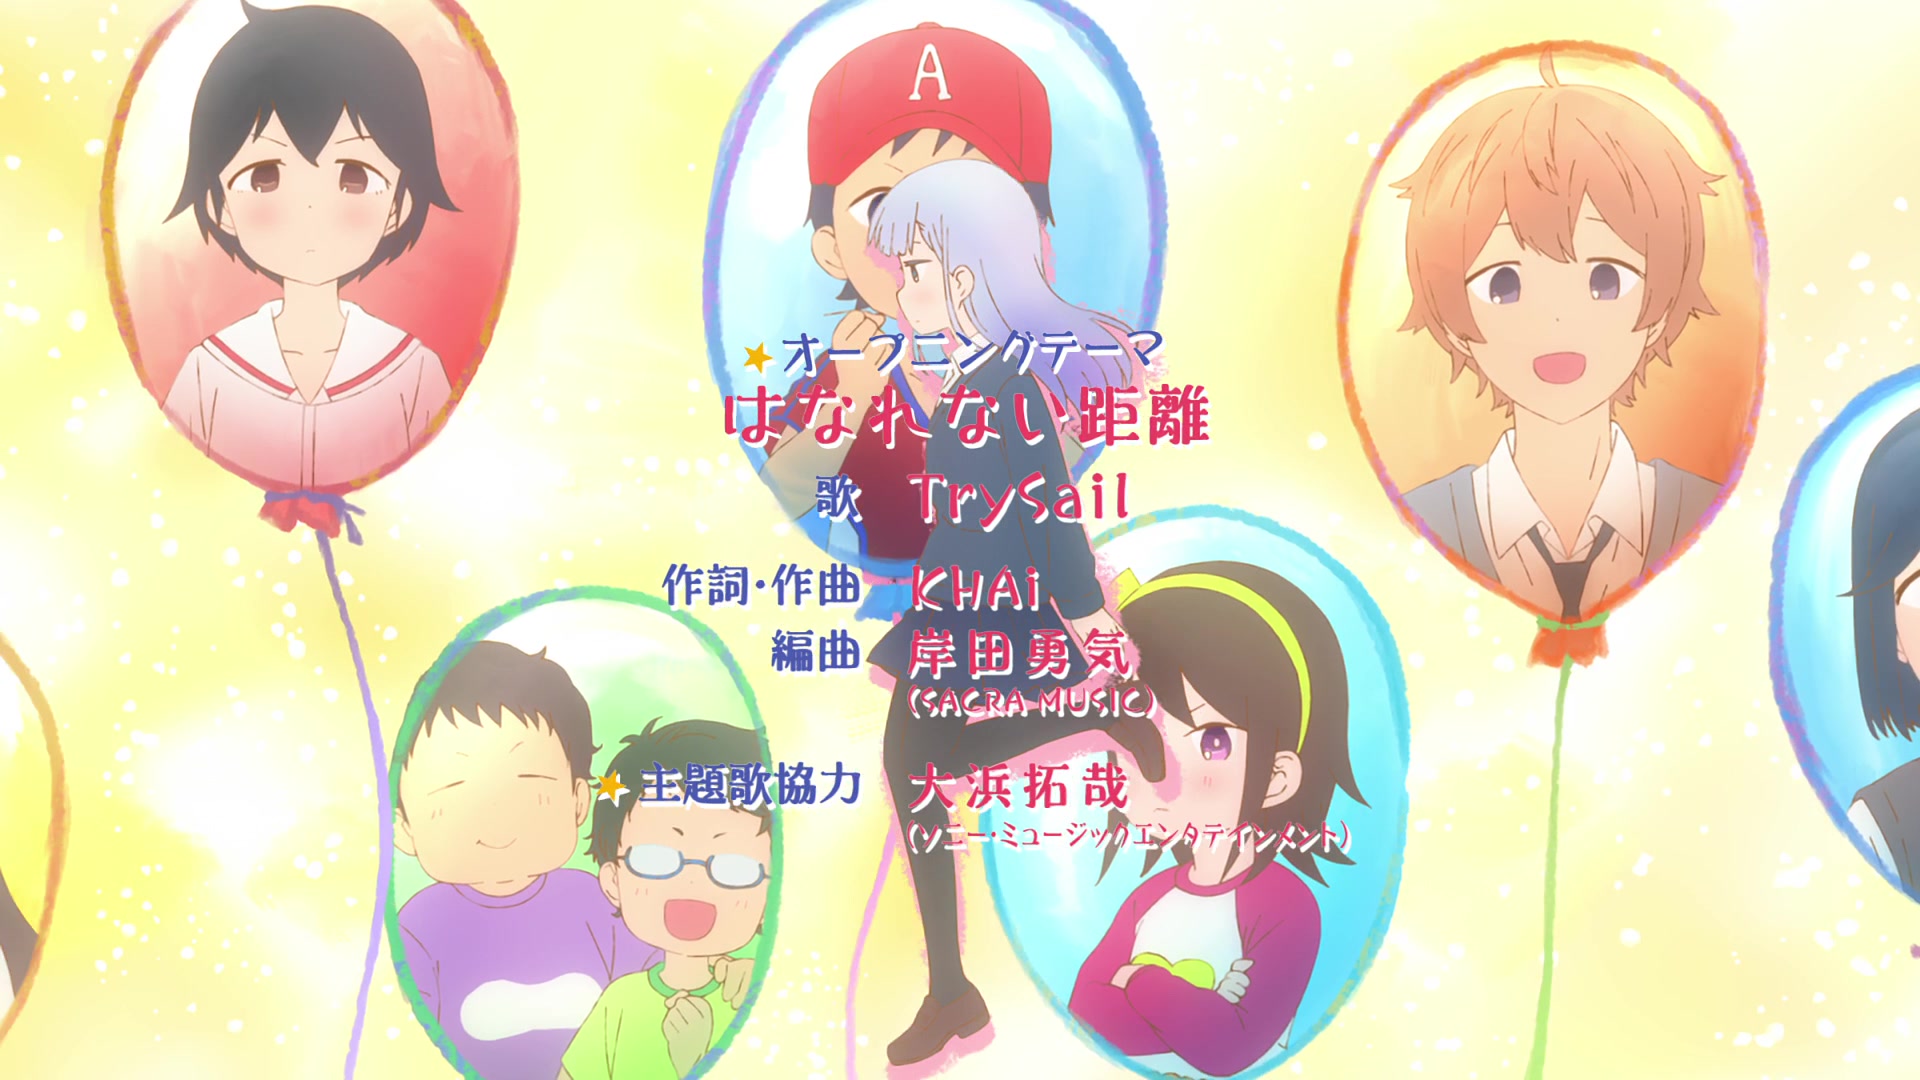 A
★オープニングテーマ
はなれない距離
歌 TrySail
作詞・作曲 KHAi
編曲 岸田勇気
(SACRA MUSIC)
★主題歌協力 大浜拓哉
(ソニー・ミュージックエンタテインメント)